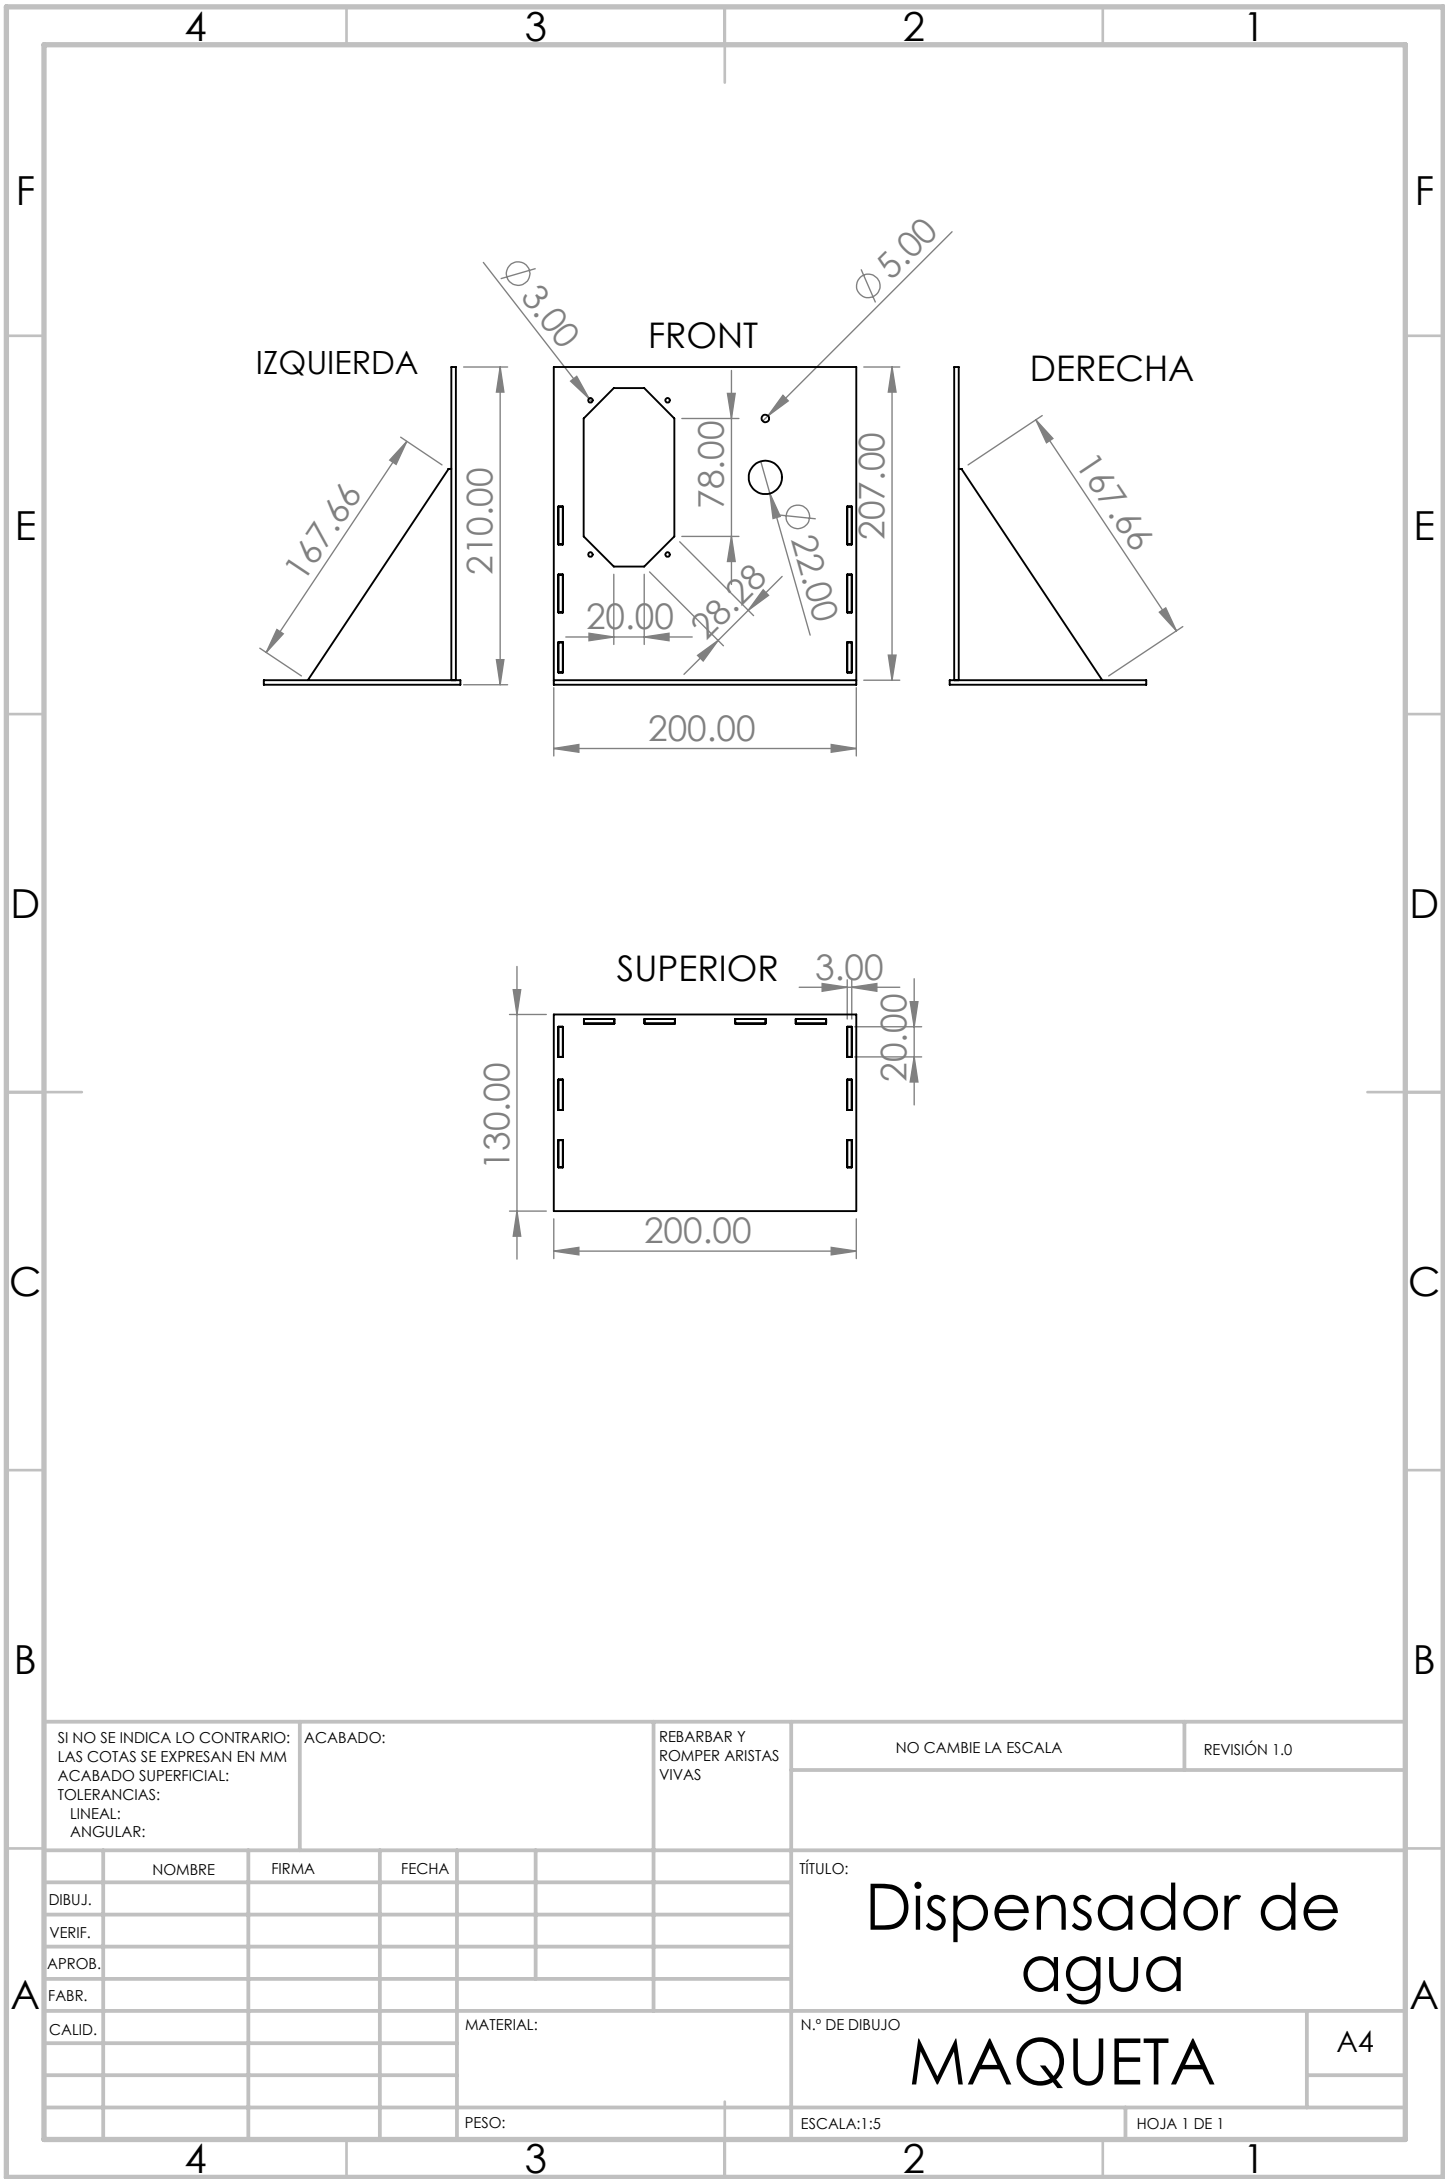 4 3 2 1
F F
Ø3.00
Ø5.00
FRONT
IZQUIERDA
DERECHA
167.66
210.00
78.00
207.00
167.66
E E
Ø22.00
20.00
28.28
200.00
D D
SUPERIOR
3.00
20.00
130.00
200.00
C C
B B
SI NO SE INDICA LO CONTRARIO:
LAS COTAS SE EXPRESAN EN MM
ACABADO SUPERFICIAL:
TOLERANCIAS:
LINEAL:
ANGULAR:
ACABADO:
REBARBAR Y
ROMPER ARISTAS
VIVAS
NO CAMBIE LA ESCALA
REVISIÓN 1.0
NOMBRE FIRMA FECHA
DIBUJ.
VERIF.
APROB.
FABR.
CALID.
TÍTULO:
Dispensador de
agua
A A
MATERIAL:
N.º DE DIBUJO
MAQUETA
A4
PESO:
ESCALA:1:5
HOJA 1 DE 1
4 3 2 1